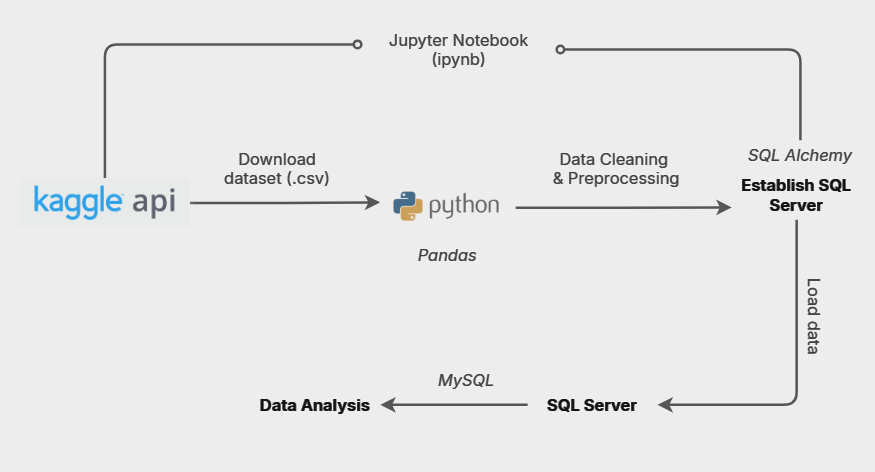 Jupyter Notebook
(ipynb)
Download
dataset (.csv)
Data Cleaning
& Preprocessing
SQL Alchemy
kaggle api
python
Establish SQL
Server
Pandas
Load data
MySQL
Data Analysis
SQL Server